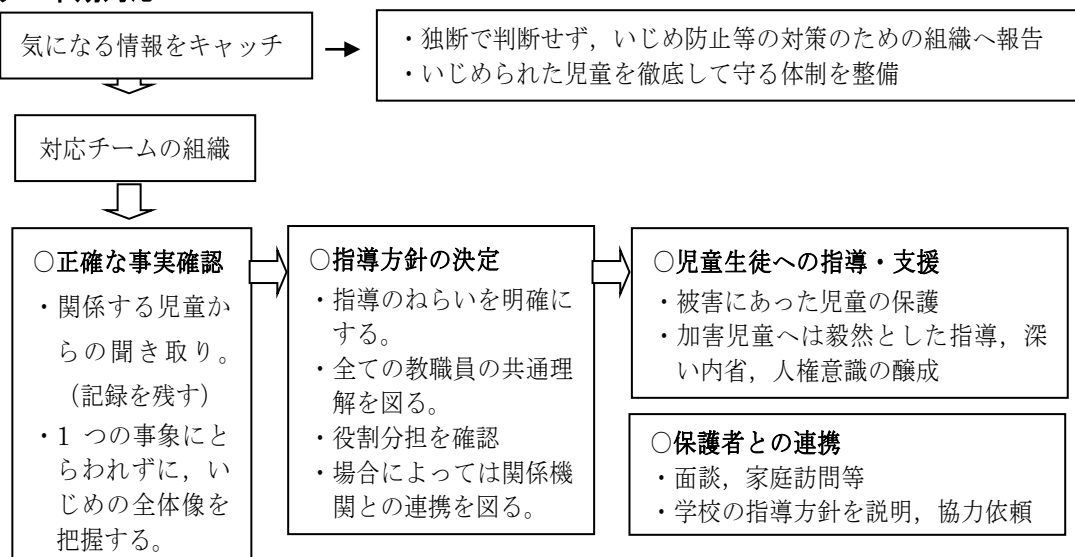 気になる情報をキャッチ
・独断で判断せず，いじめ防止等の対策のための組織へ報告
・いじめられた児童を徹底して守る体制を整備
対応チームの組織
○正確な事実確認
・関係する児童か
らの聞き取り。
（記録を残す）
・1 つの事象にと
らわれずに，い
じめの全体像を
把握する。
○指導方針の決定
・指導のねらいを明確に
する。
・全ての教職員の共通理
解を図る。
・役割分担を確認
・場合によっては関係機
関との連携を図る。
○児童生徒への指導・支援
・被害にあった児童の保護
・加害児童へは毅然とした指導，深
い内省，人権意識の醸成
○保護者との連携
・面談，家庭訪問等
・学校の指導方針を説明，協力依頼